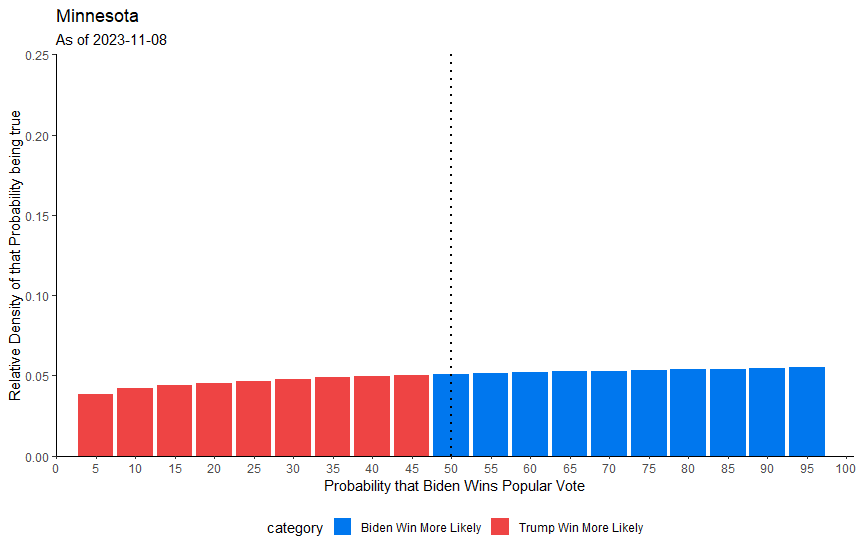 Minnesota
As of 2023-11-08
Relative Density of that Probability being true
0.25
0.20
0.15
0.10
0.05
0.00
0 5 10 15 20 25 30 35 40 45 50 55 60 65 70 75 80 85 90 95 100
Probability that Biden Wins Popular Vote
category Biden Win More Likely Trump Win More Likely